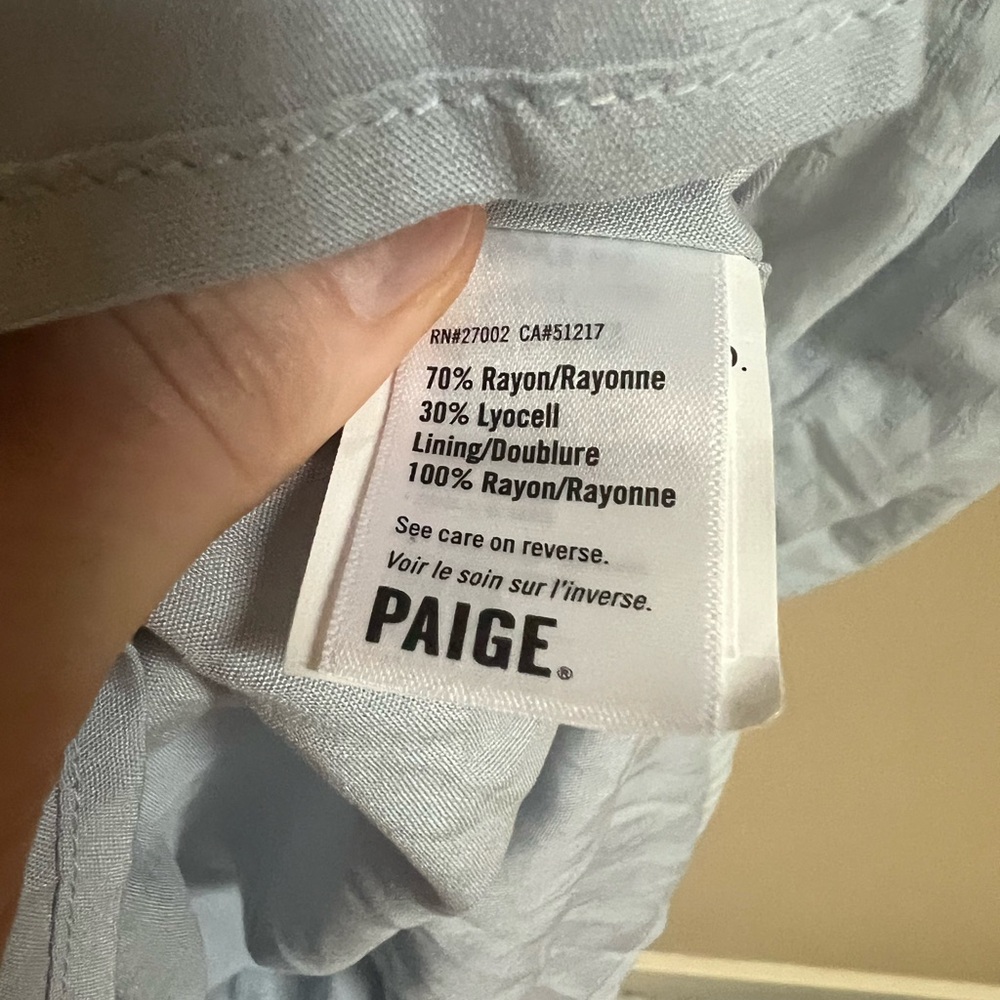 RN#27002 CA#51217
70% Rayon/Rayonne
30% Lyocell
Lining/Doublure
100% Rayon/Rayonne
See care on reverse.
Voir le soin sur l'inverse.
PAIGE®